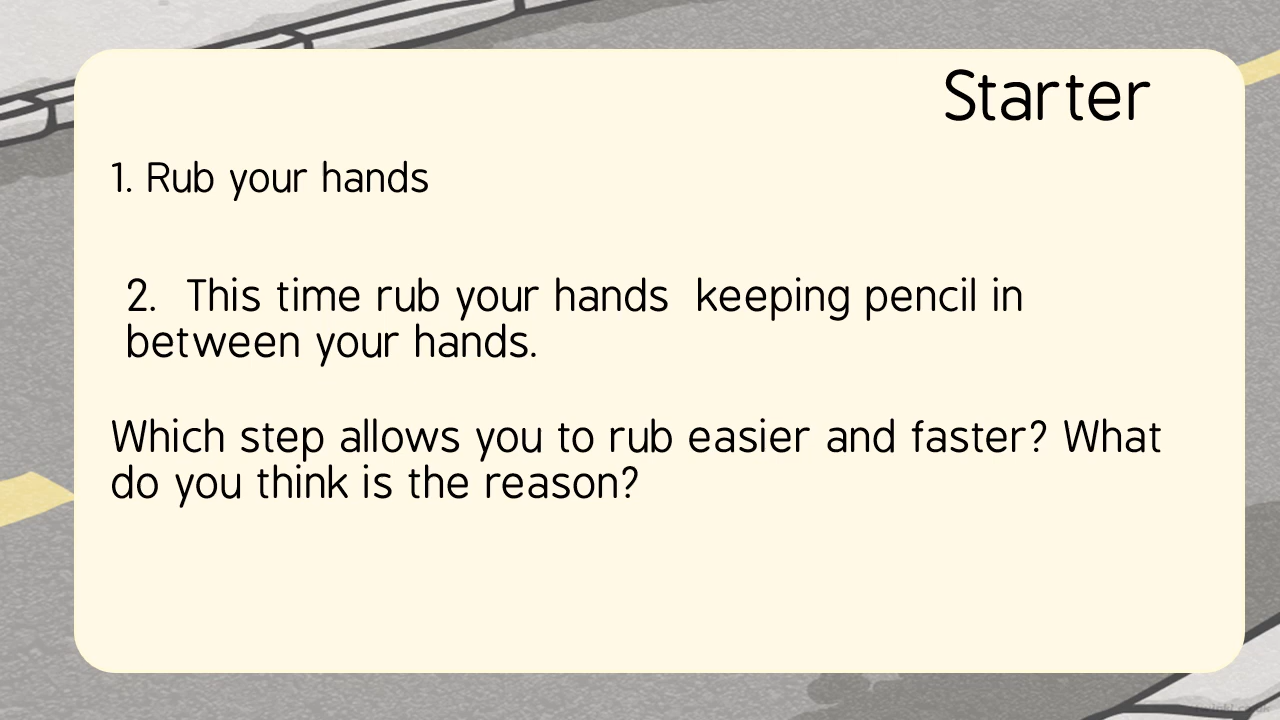 Starter
1. Rub your hands
2. This time rub your hands keeping pencil in
between your hands.
Which step allows you to rub easier and faster? What
do you think is the reason?